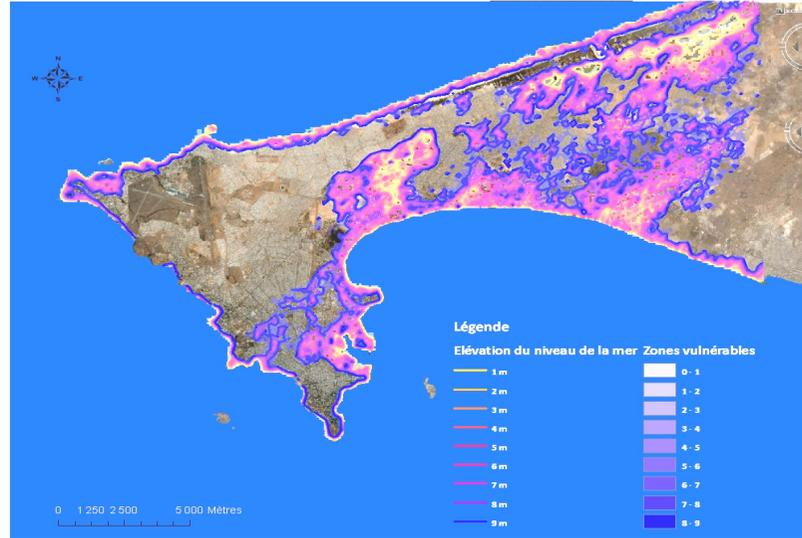 N
W E
S
Légende
Elévation du niveau de la mer Zones vulnérables
1 m 0 - 1
2 m 1 - 2
3 m 2 - 3
4 m 3 - 4
5 m 4 - 5
6 m 5 - 6
7 m 6 - 7
8 m 7 - 8
9 m 8 - 9
0 1 250 2 500 5 000 Mètres